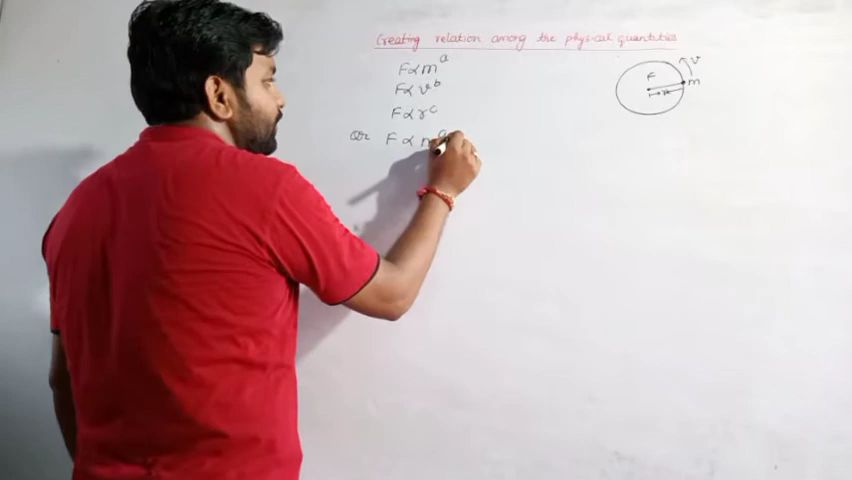 Creating relation among the physical quantities
F∝m^a
F∝v^b
F∝r^c
Or F∝m^a
F
r
m
v